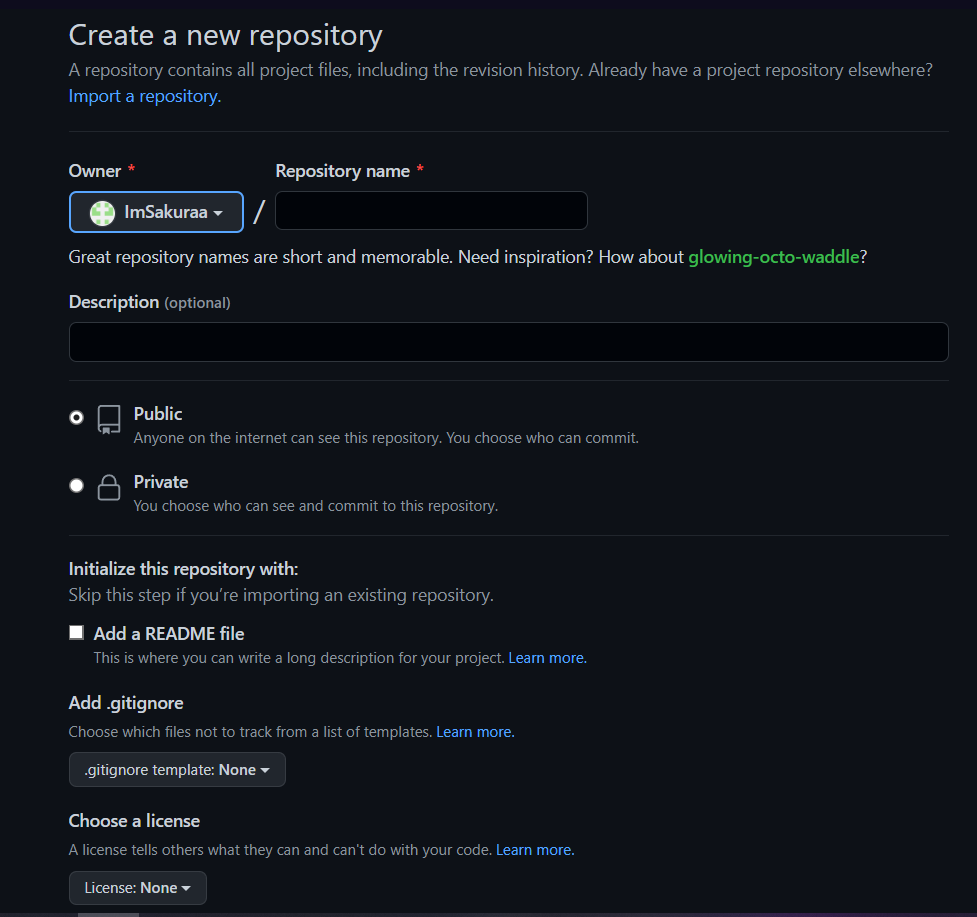 Create a new repository
A repository contains all project files, including the revision history. Already have a project repository elsewhere?
Import a repository.
Owner * Repository name *
ImSakuraa /
Great repository names are short and memorable. Need inspiration? How about glowing-octo-waddle?
Description (optional)
Public
Anyone on the internet can see this repository. You choose who can commit.
Private
You choose who can see and commit to this repository.
Initialize this repository with:
Skip this step if you’re importing an existing repository.
Add a README file
This is where you can write a long description for your project. Learn more.
Add .gitignore
Choose which files not to track from a list of templates. Learn more.
.gitignore template: None
Choose a license
A license tells others what they can and can't do with your code. Learn more.
License: None